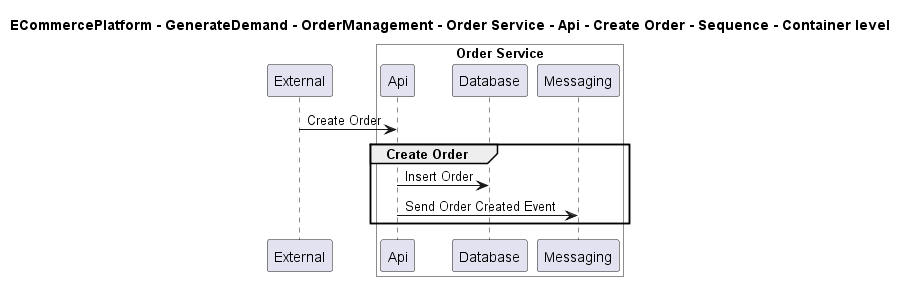 ECommercePlatform - GenerateDemand - OrderManagement - Order Service - Api - Create Order - Sequence - Container level
Order Service
External Api Database Messaging
Create Order
Create Order
Insert Order
Send Order Created Event
External Api Database Messaging